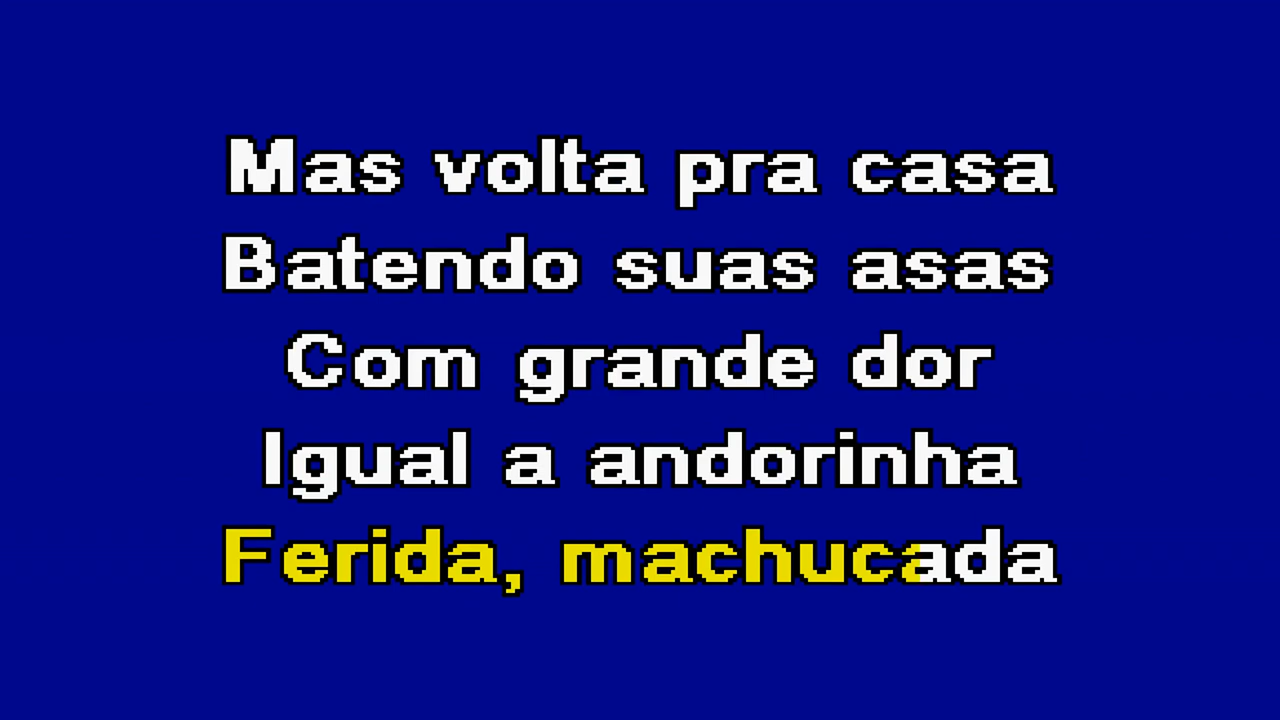 Mas volta pra casa
Batendo suas asas
Com grande dor
Igual a andorinha
Ferida, machucada